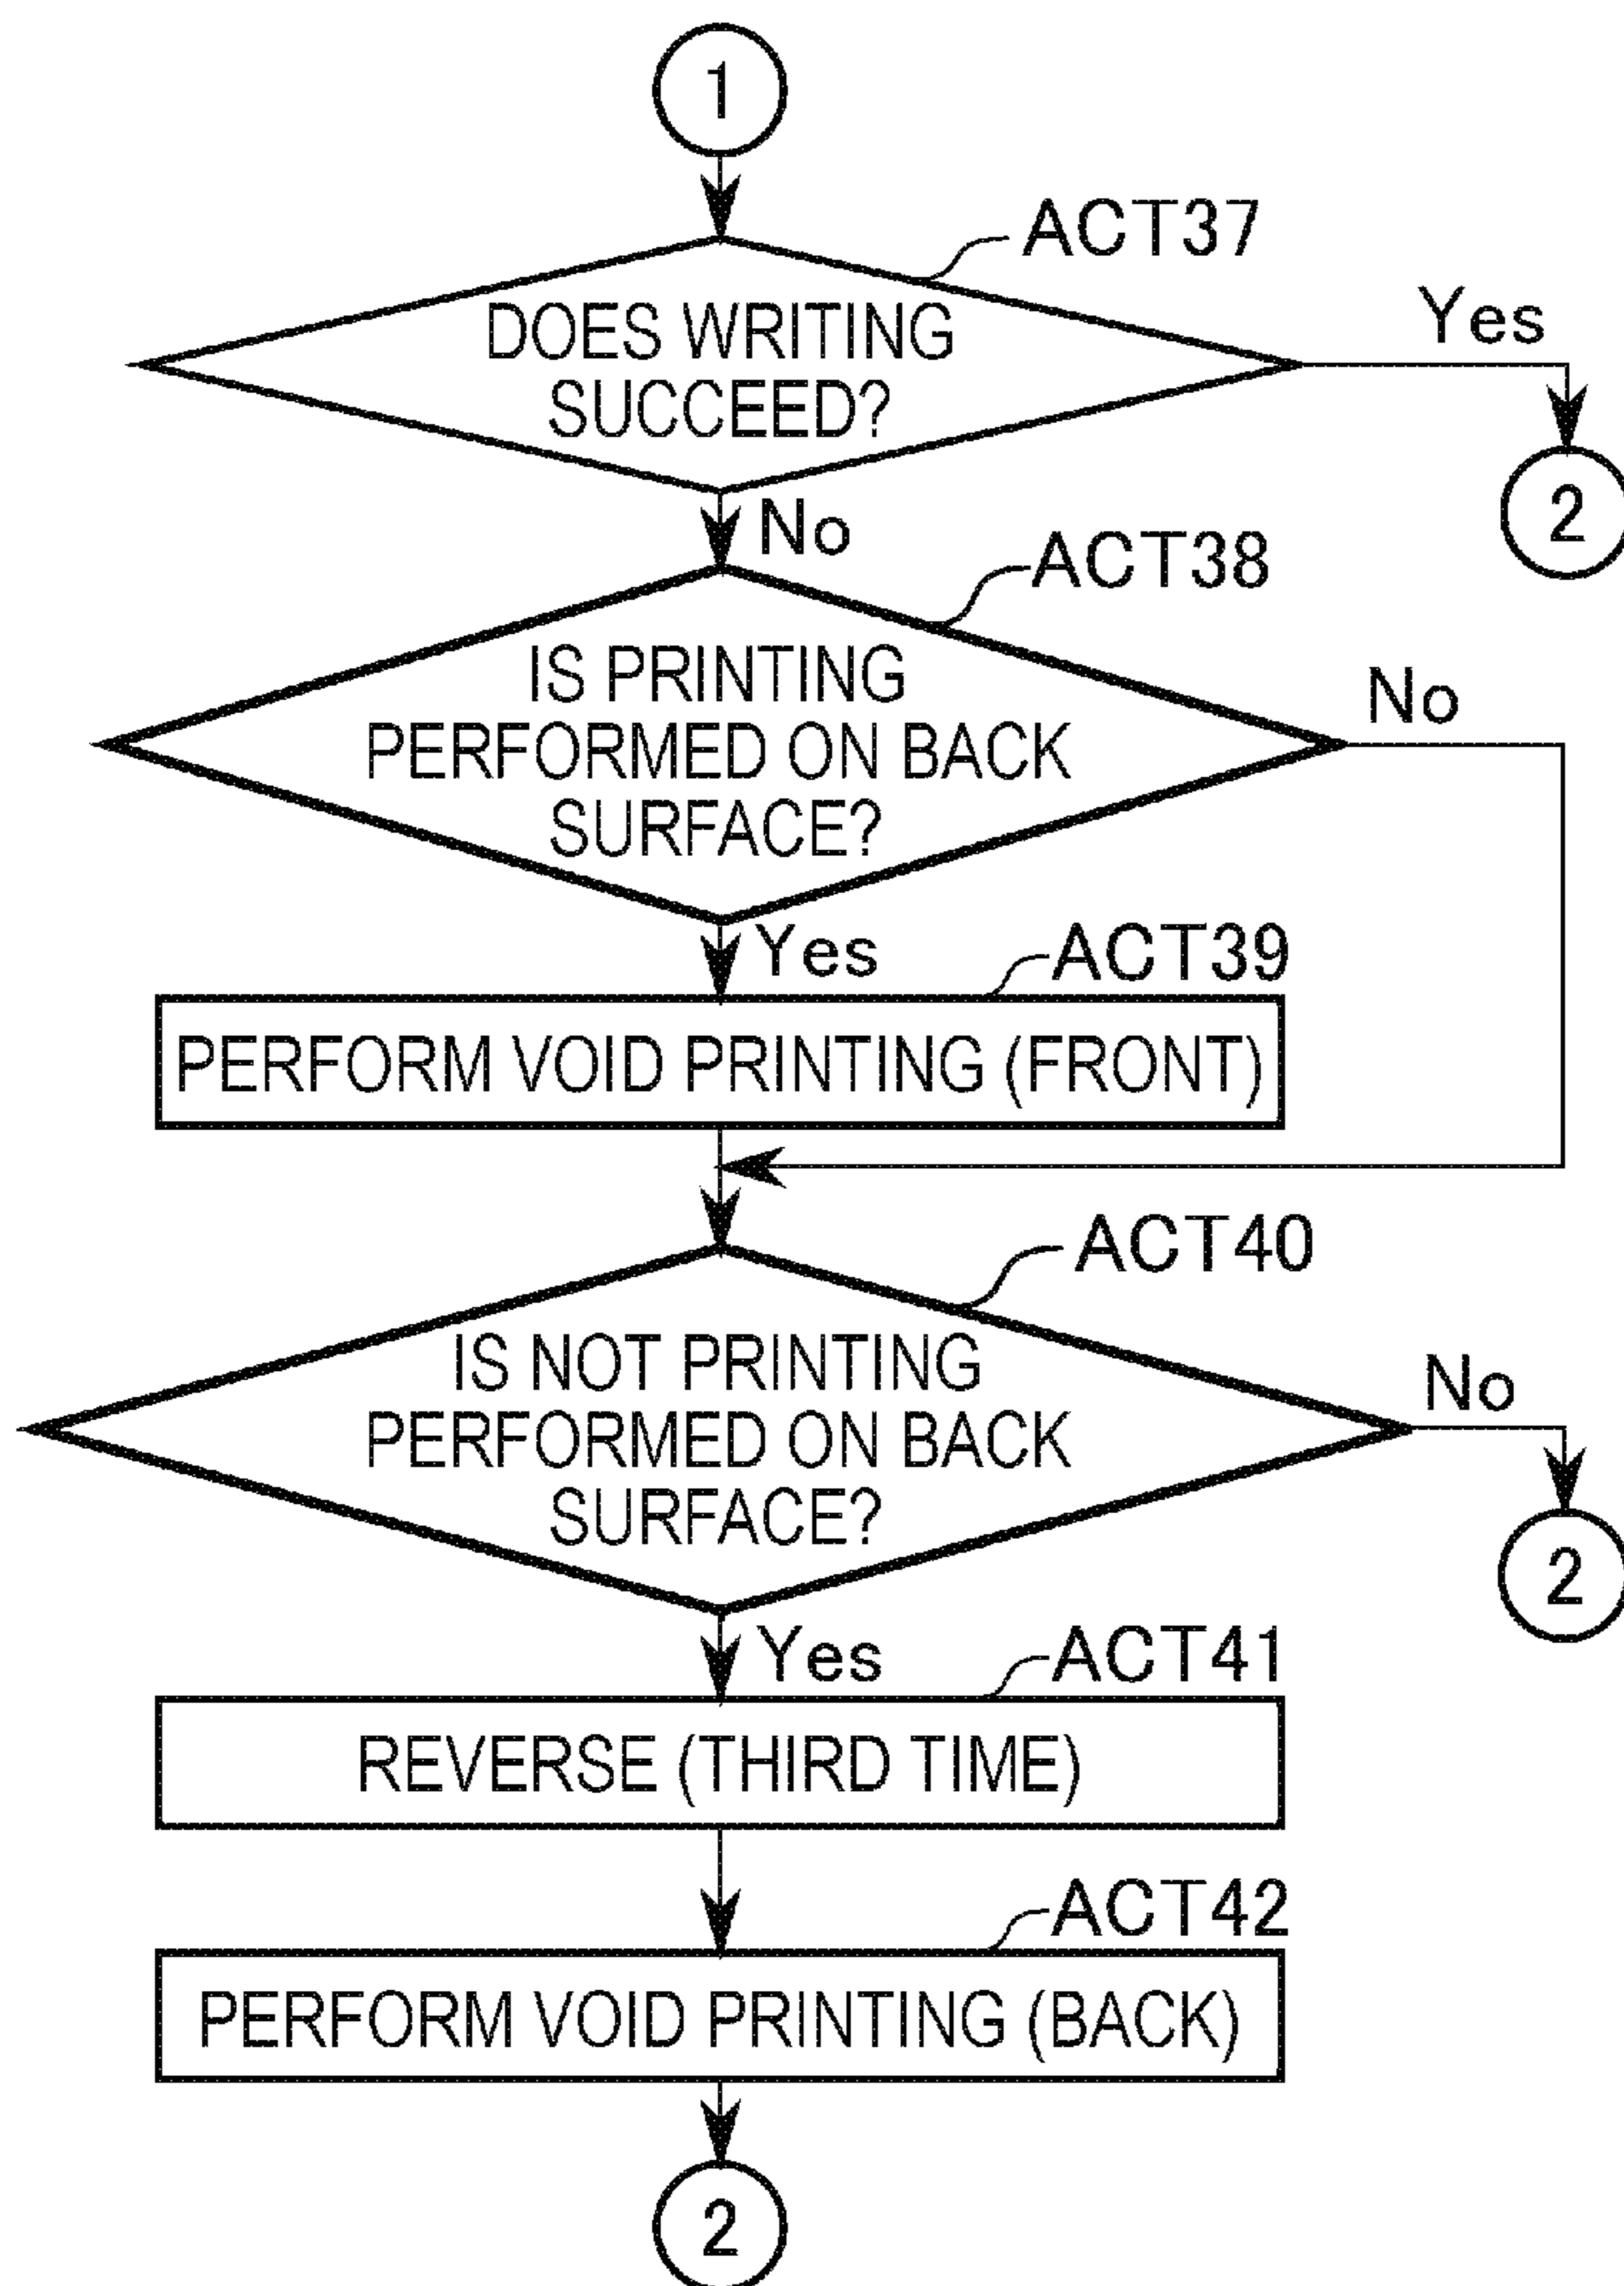 1
ACT37
DOES WRITING
SUCCEED?
Yes
2
No
ACT38
IS PRINTING
PERFORMED ON BACK
SURFACE?
No
Yes
ACT39
PERFORM VOID PRINTING (FRONT)
ACT40
IS NOT PRINTING
PERFORMED ON BACK
SURFACE?
No
2
Yes
ACT41
REVERSE (THIRD TIME)
ACT42
PERFORM VOID PRINTING (BACK)
2